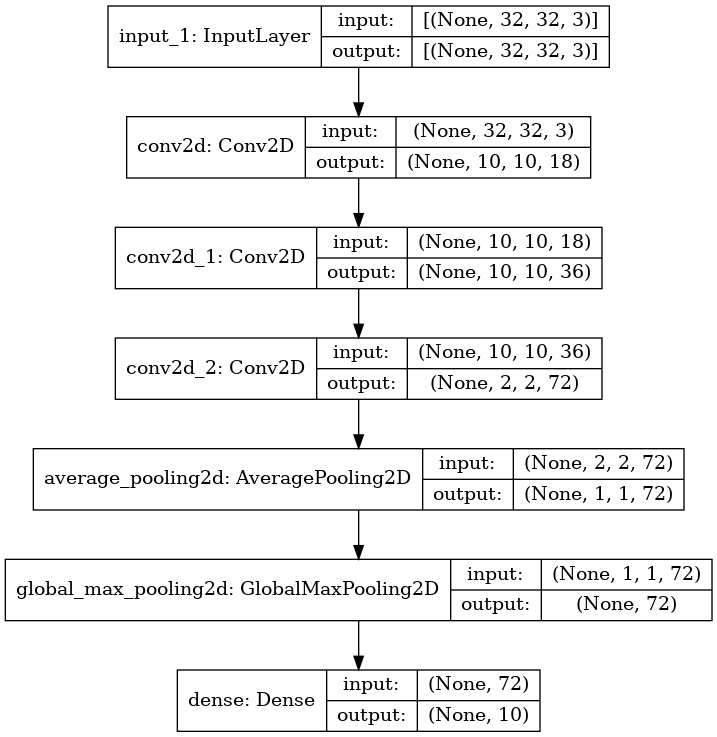 input_1: InputLayer
input: [(None, 32, 32, 3)]
output: [(None, 32, 32, 3)]
conv2d: Conv2D
input: (None, 32, 32, 3)
output: (None, 10, 10, 18)
conv2d_1: Conv2D
input: (None, 10, 10, 18)
output: (None, 10, 10, 36)
conv2d_2: Conv2D
input: (None, 10, 10, 36)
output: (None, 2, 2, 72)
average_pooling2d: AveragePooling2D
input: (None, 2, 2, 72)
output: (None, 1, 1, 72)
global_max_pooling2d: GlobalMaxPooling2D
input: (None, 1, 1, 72)
output: (None, 72)
dense: Dense
input: (None, 72)
output: (None, 10)